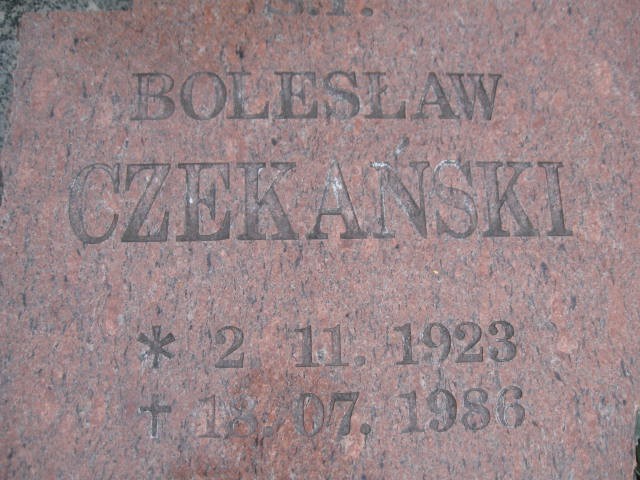 Ś.P.
BOLESŁAW
CZEKAŃSKI
* 2 11. 1923
† 18. 07. 1986